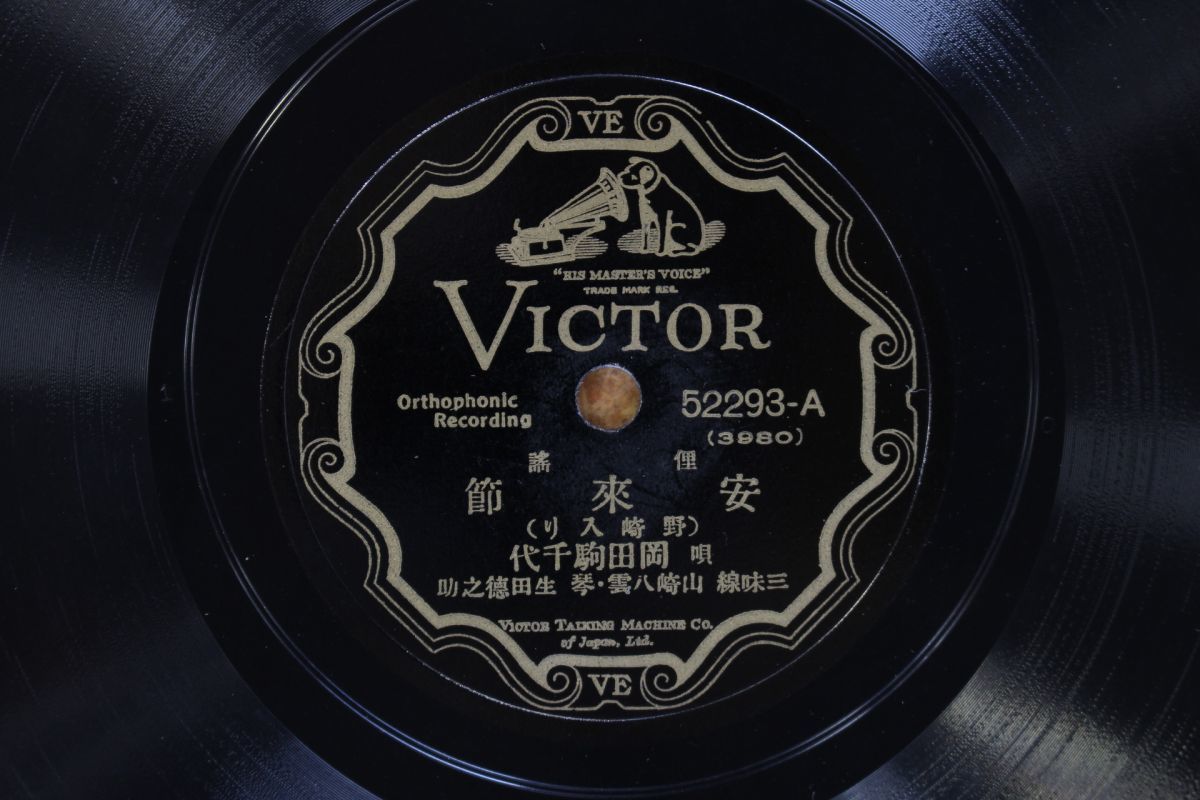 VE
"HIS MASTER'S VOICE"
TRADE MARK REG.
VICTOR
Orthophonic
Recording
52293-A
(3980)
俚謠
安來節
(野崎入り)
唄 岡田駒千代
三味線 山崎八雲・琴 生田德之助
VICTOR TALKING MACHINE CO.
of Japan, Ltd.
VE